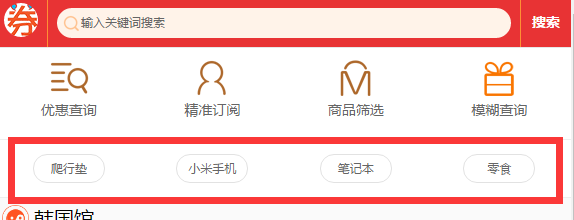 券 输入关键词搜索 搜索
优惠查询 精准订阅 商品筛选 模糊查询
爬行垫 小米手机 笔记本 零食
韩国馆